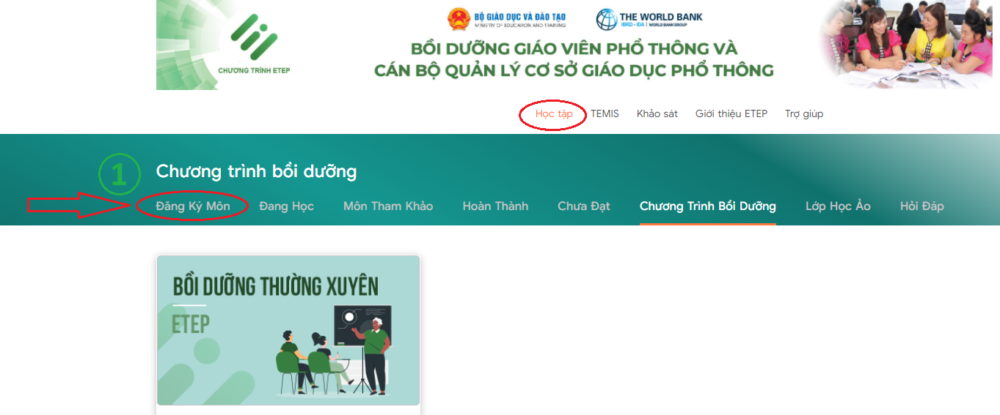 BỘ GIÁO DỤC VÀ ĐÀO TẠO
MINISTRY OF EDUCATION AND TRAINING
THE WORLD BANK
IBRD • IDA | WORLD BANK GROUP
CHƯƠNG TRÌNH ETEP
BỒI DƯỠNG GIÁO VIÊN PHỔ THÔNG VÀ
CÁN BỘ QUẢN LÝ CƠ SỞ GIÁO DỤC PHỔ THÔNG
Học tập TEMIS Khảo sát Giới thiệu ETEP Trợ giúp
1
Chương trình bồi dưỡng
Đăng Ký Môn Đang Học Môn Tham Khảo Hoàn Thành Chưa Đạt Chương Trình Bồi Dưỡng Lớp Học Ảo Hỏi Đáp
BỒI DƯỠNG THƯỜNG XUYÊN
ETEP